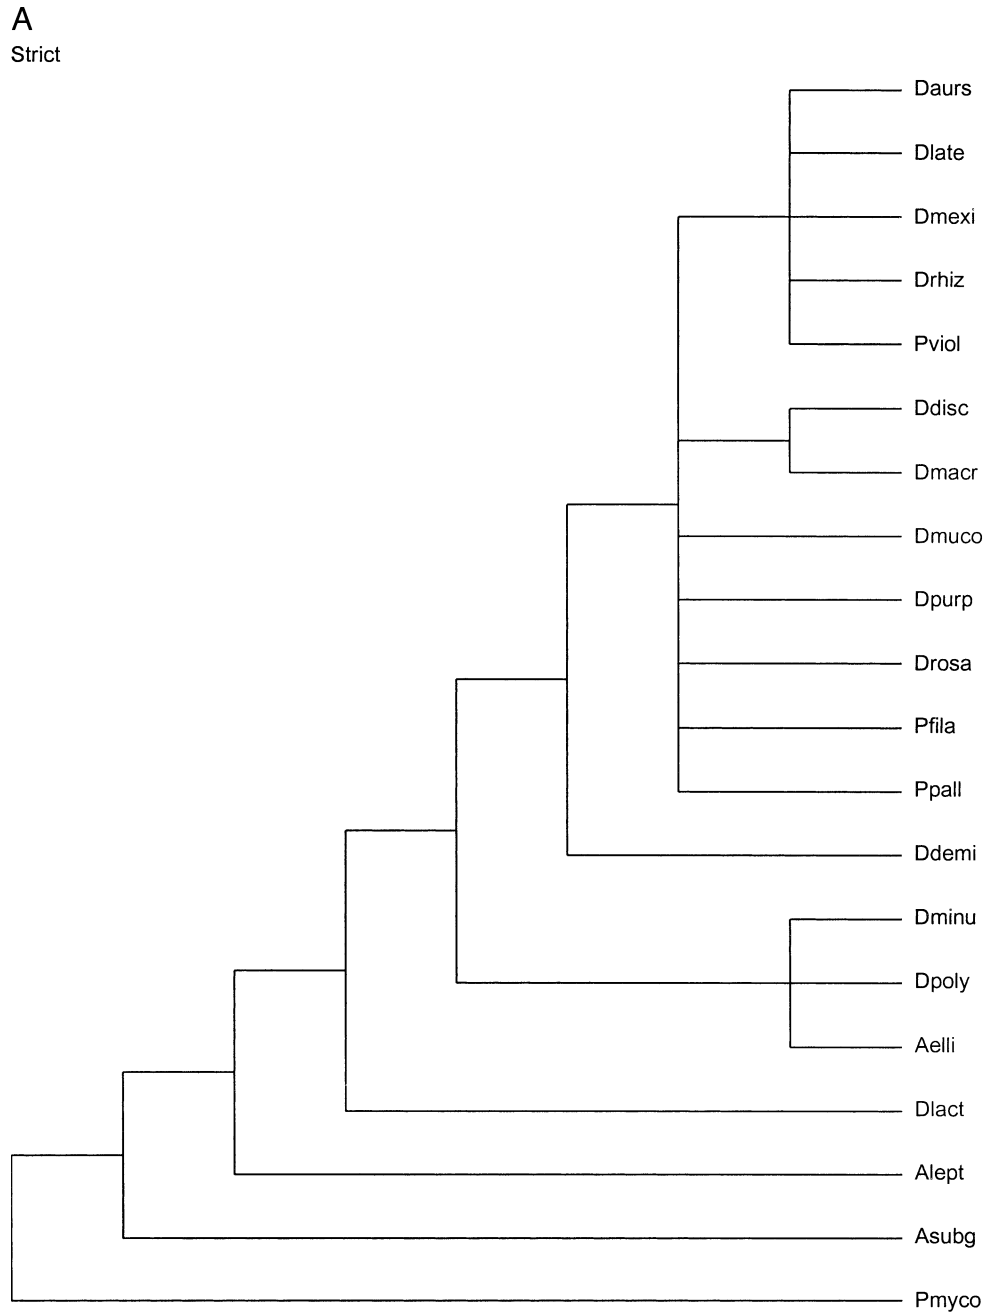 A
Strict
Daurs
Dlate
Dmexi
Drhiz
Pviol
Ddisc
Dmacr
Dmuco
Dpurp
Drosa
Pfila
Ppall
Ddemi
Dminu
Dpoly
Aelli
Dlact
Alept
Asubg
Pmyco